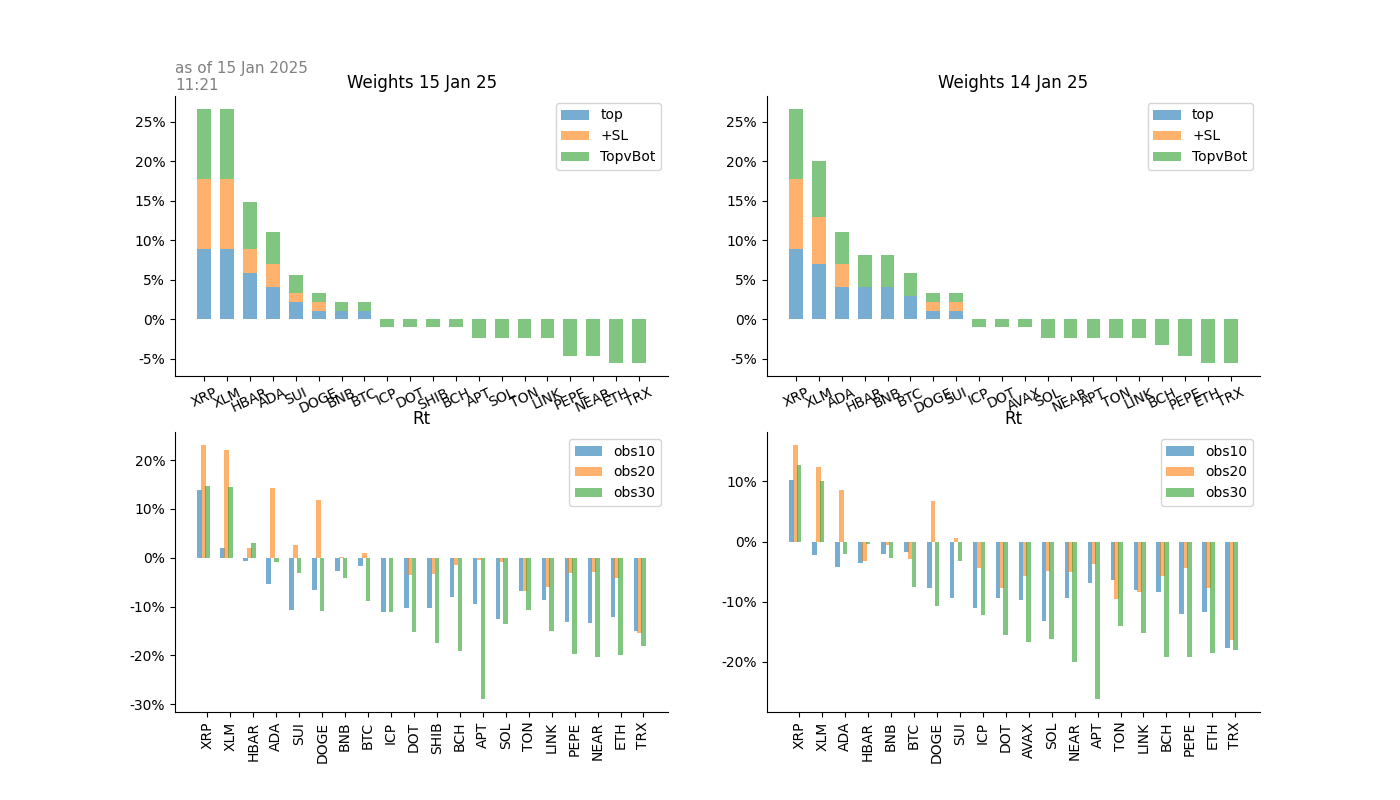 as of 15 Jan 2025
11:21
Weights 15 Jan 25
25%
20%
15%
10%
5%
0%
-5%
top
+SL
TopvBot
XRP XLM HBAR ADA SUI DOGE BNB BTC ICP DOT SHIB BCH APT SOL TON LINK PEPE NEAR ETH TRX
Weights 14 Jan 25
25%
20%
15%
10%
5%
0%
-5%
top
+SL
TopvBot
XRP XLM ADA HBAR BNB BTC DOGE SUI ICP DOT AVAX SOL NEAR APT TON LINK BCH PEPE ETH TRX
Rt
20%
10%
0%
-10%
-20%
-30%
obs10
obs20
obs30
XRP XLM HBAR ADA SUI DOGE BNB BTC ICP DOT SHIB BCH APT SOL TON LINK PEPE NEAR ETH TRX
Rt
10%
0%
-10%
-20%
obs10
obs20
obs30
XRP XLM ADA HBAR BNB BTC DOGE SUI ICP DOT AVAX SOL NEAR APT TON LINK BCH PEPE ETH TRX